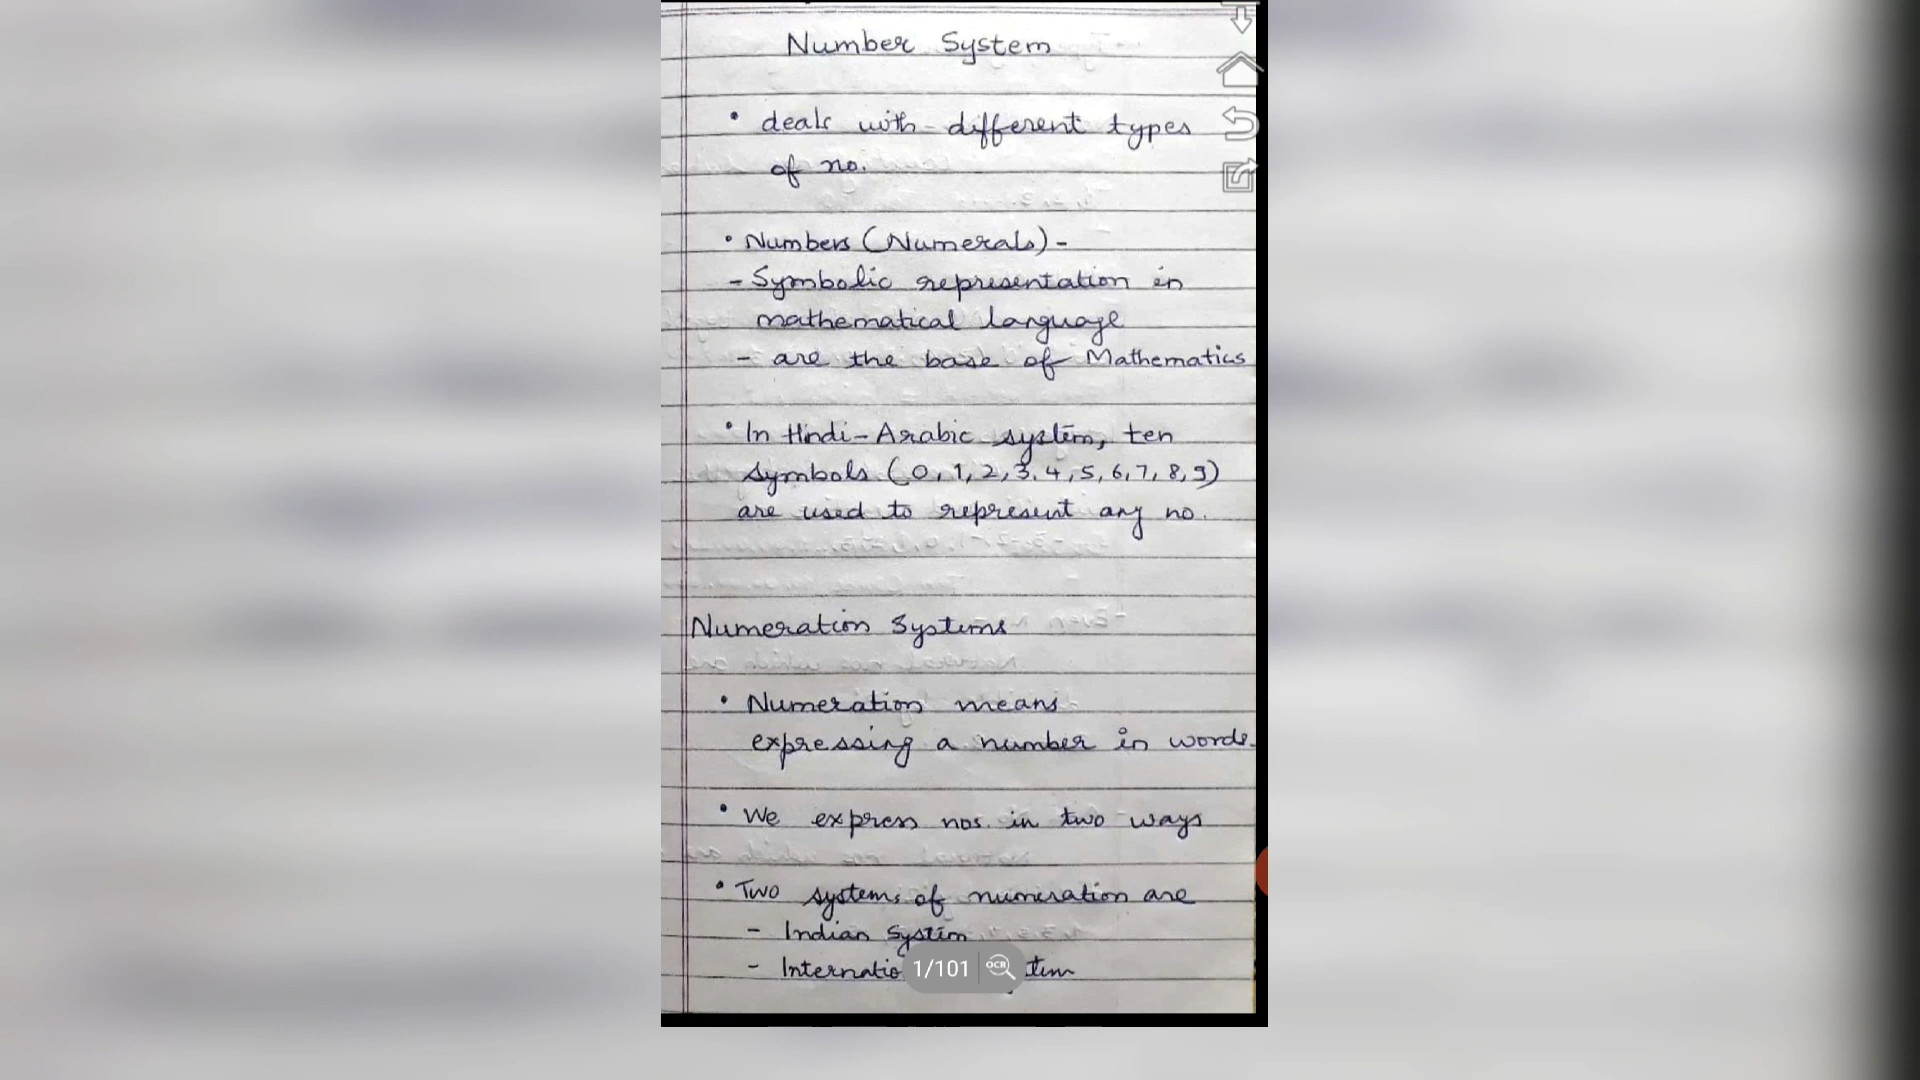 Number System
• deals with different types
of no.
• Numbers (Numerals) -
- Symbolic representation in
mathematical language
- are the base of Mathematics
• In Hindi-Arabic system, ten
symbols (0, 1, 2, 3, 4, 5, 6, 7, 8, 9)
are used to represent any no.
Numeration Systems
• Numeration means
expressing a number in words.
• We express nos. in two ways
• Two systems of numeration are
- Indian System
- 1/101 OCR